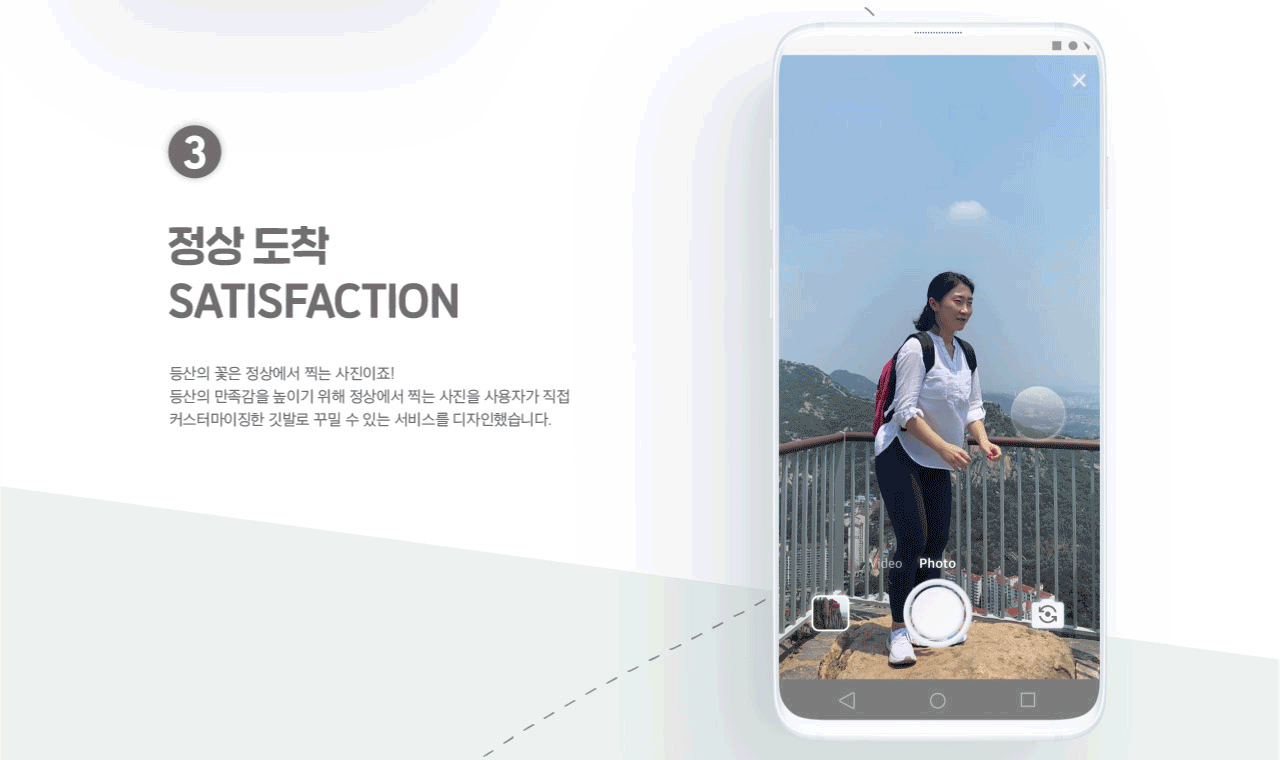 3
정상 도착
SATISFACTION
등산의 꽃은 정상에서 찍는 사진이죠!
등산의 만족감을 높이기 위해 정상에서 찍는 사진을 사용자가 직접
커스터마이징한 깃발로 꾸밀 수 있는 서비스를 디자인했습니다.
Video Photo